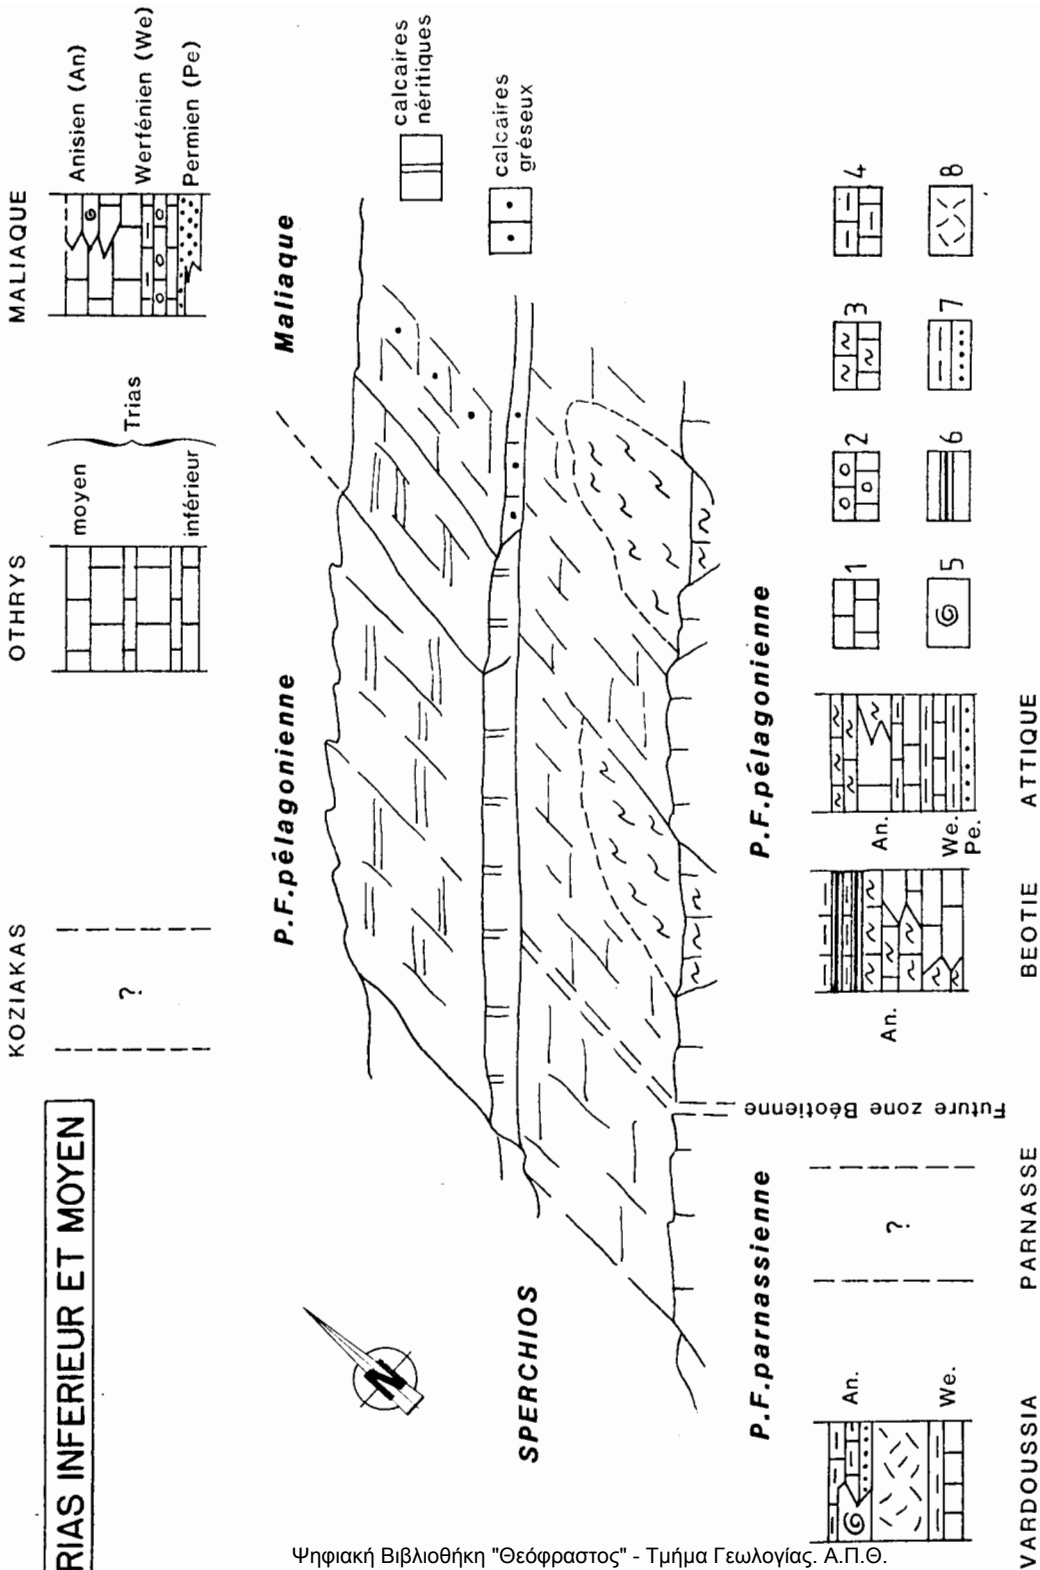 RIAS INFERIEUR ET MOYEN
KOZIAKAS
?
OTHRYS
moyen
inférieur
Trias
MALIAQUE
Anisien (An)
Werfénien (We)
Permien (Pe)
P.F.pélagonienne
Maliaque
calcaires
néritiques
calcaires
gréseux
N
SPERCHIOS
P.F.parnassienne
Future zone Béotienne
P.F.pélagonienne
1
2
3
4
5
6
7
8
An.
We.
VARDOUSSIA
?
PARNASSE
An.
BEOTIE
An.
We.
Pe.
ATTIQUE
Ψηφιακή Βιβλιοθήκη "Θεόφραστος" - Τμήμα Γεωλογίας. Α.Π.Θ.